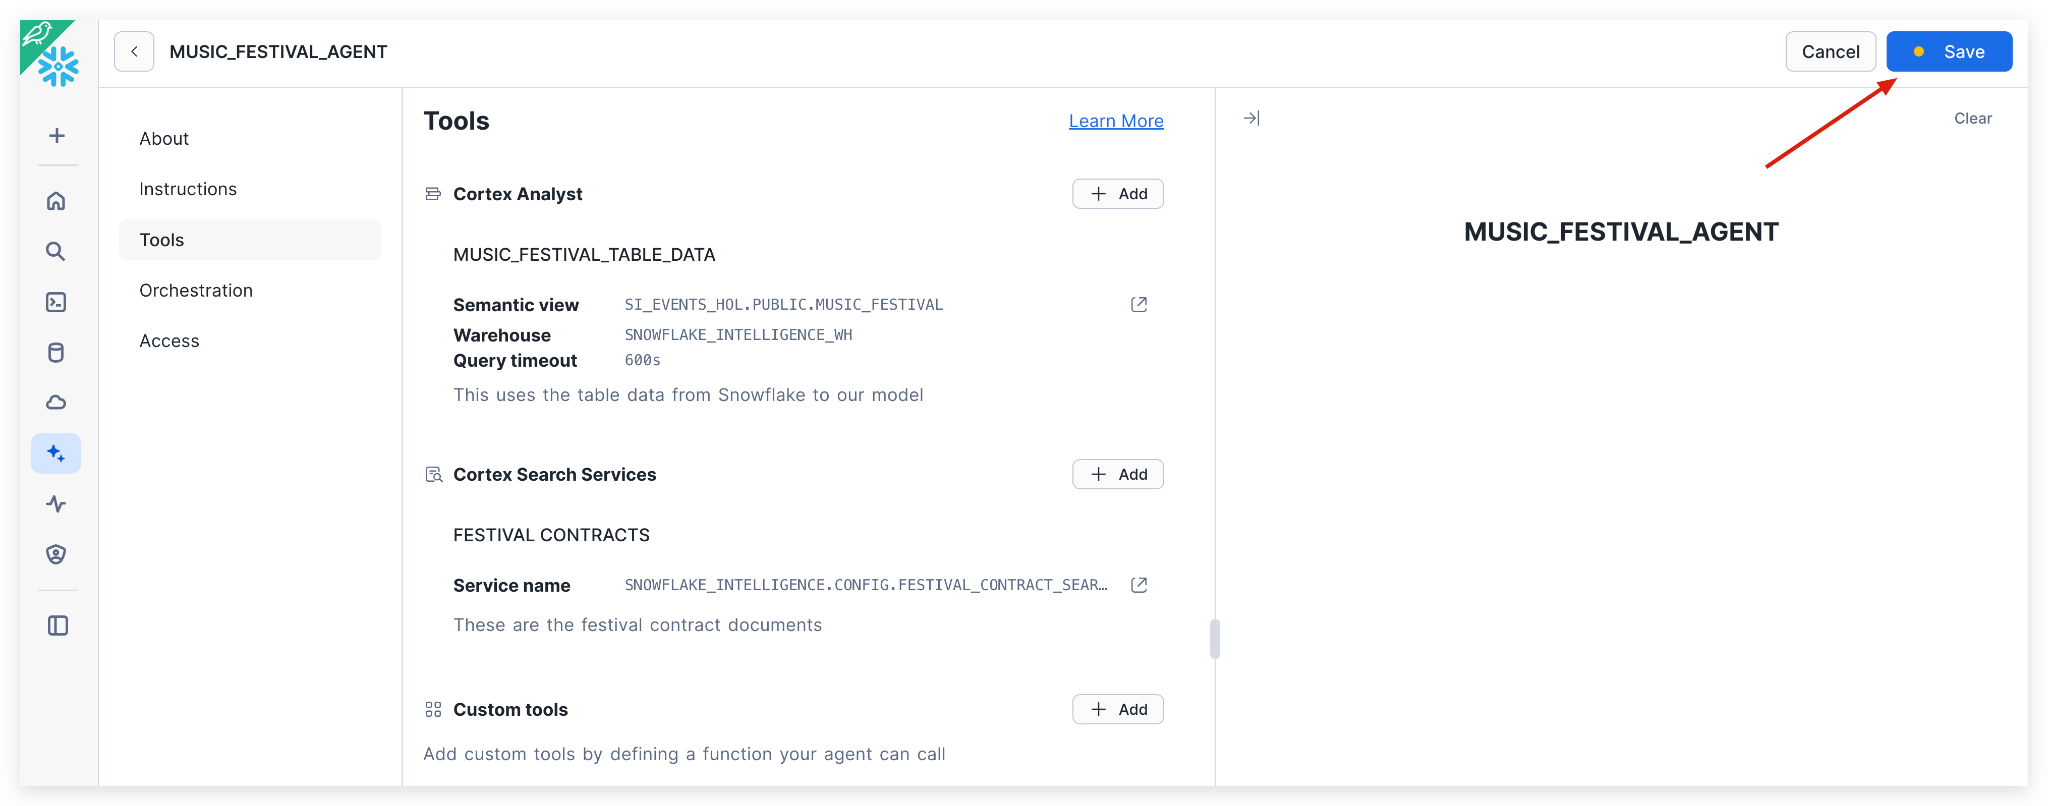 MUSIC_FESTIVAL_AGENT
Cancel
Save
About
Instructions
Tools
Orchestration
Access
Tools
Learn More
Cortex Analyst
Add
MUSIC_FESTIVAL_TABLE_DATA
Semantic view SI_EVENTS_HOL.PUBLIC.MUSIC_FESTIVAL
Warehouse SNOWFLAKE_INTELLIGENCE_WH
Query timeout 600s
This uses the table data from Snowflake to our model
Cortex Search Services
Add
FESTIVAL CONTRACTS
Service name SNOWFLAKE_INTELLIGENCE.CONFIG.FESTIVAL_CONTRACT_SEAR…
These are the festival contract documents
Custom tools
Add
Add custom tools by defining a function your agent can call
Clear
MUSIC_FESTIVAL_AGENT